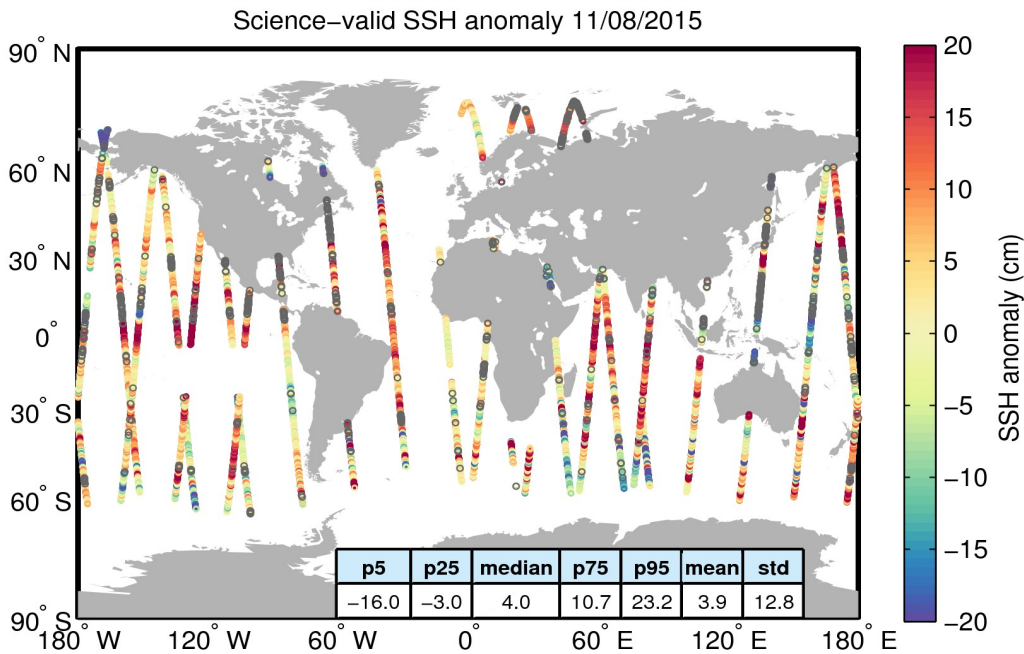 Science−valid SSH anomaly 11/08/2015
90° N
60° N
30° N
0°
30° S
60° S
90° S
180° W
120° W
60° W
0°
60° E
120° E
180° E
p5 p25 median p75 p95 mean std
−16.0 −3.0 4.0 10.7 23.2 3.9 12.8
20
15
10
5
0
−5
−10
−15
−20
SSH anomaly (cm)